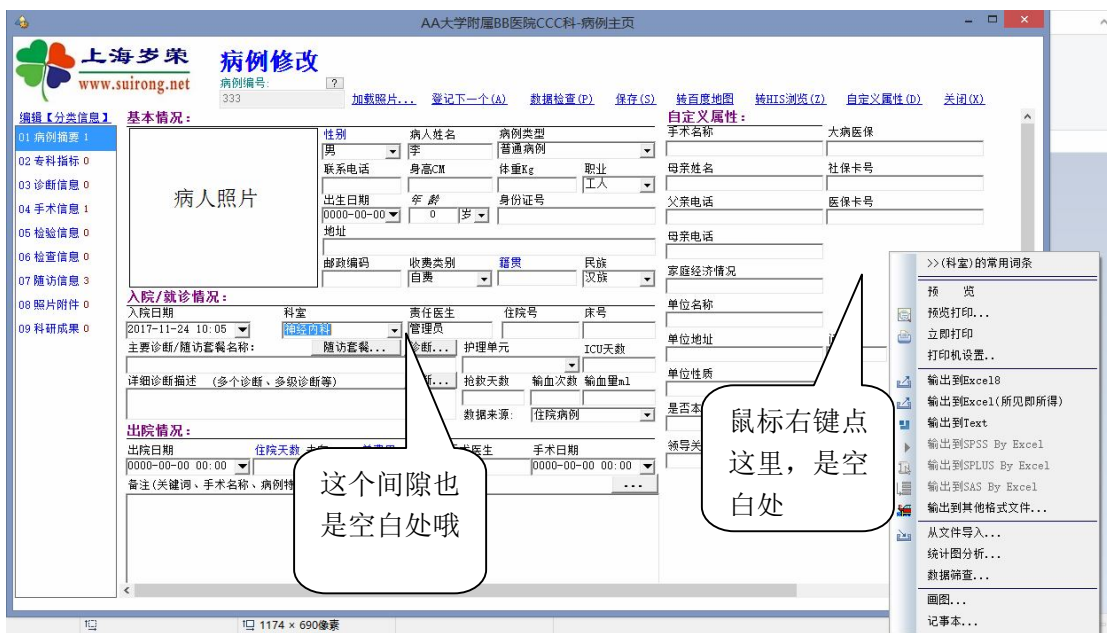 AA大学附属BB医院CCC科-病例主页
上海岁荣
www.suirong.net
病例修改
病例编号:
?
333
加载照片... 登记下一个(A) 数据检查(P) 保存(S) 转百度地图 转HIS浏览(Z) 自定义属性(D) 关闭(X)
编辑【分类信息】
01 病例摘要 1
02 专科指标 0
03 诊断信息 0
04 手术信息 1
05 检验信息 0
06 检查信息 0
07 随访信息 3
08 照片附件 0
09 科研成果 0
基本情况:
病人照片
性别 病人姓名 病例类型
男 李 普通病例
联系电话 身高CM 体重Kg 职业
工人
出生日期 年龄 身份证号
0000-00-00 0 岁
地址
邮政编码 收费类别 籍贯 民族
自费 汉族
入院/就诊情况:
入院日期 科室 责任医生 住院号 床号
2017-11-24 10:05 神经内科 管理员
主要诊断/随访套餐名称: 随访套餐... 诊断... 护理单元 ICU天数
详细诊断描述 (多个诊断、多级诊断等) 抢救天数 输血次数 输血量ml
数据来源: 住院病例
出院情况:
出院日期 住院天数 手术日期
0000-00-00 00:00 0000-00-00 00:00
备注(关键词、手术名称、病例特 ...
这个间隙也
是空白处哦
自定义属性:
手术名称 大病医保
母亲姓名 社保卡号
父亲电话 医保卡号
母亲电话
家庭经济情况
单位名称
单位地址
单位性质
是否本
领导关
鼠标右键点
这里，是空
白处
>>(科室)的常用词条
预 览
预览打印...
立即打印
打印机设置..
输出到Excel8
输出到Excel(所见即所得)
输出到Text
输出到SPSS By Excel
输出到SPLUS By Excel
输出到SAS By Excel
输出到其他格式文件...
从文件导入...
统计图分析...
数据筛查...
画图...
记事本...
1174 × 690像素